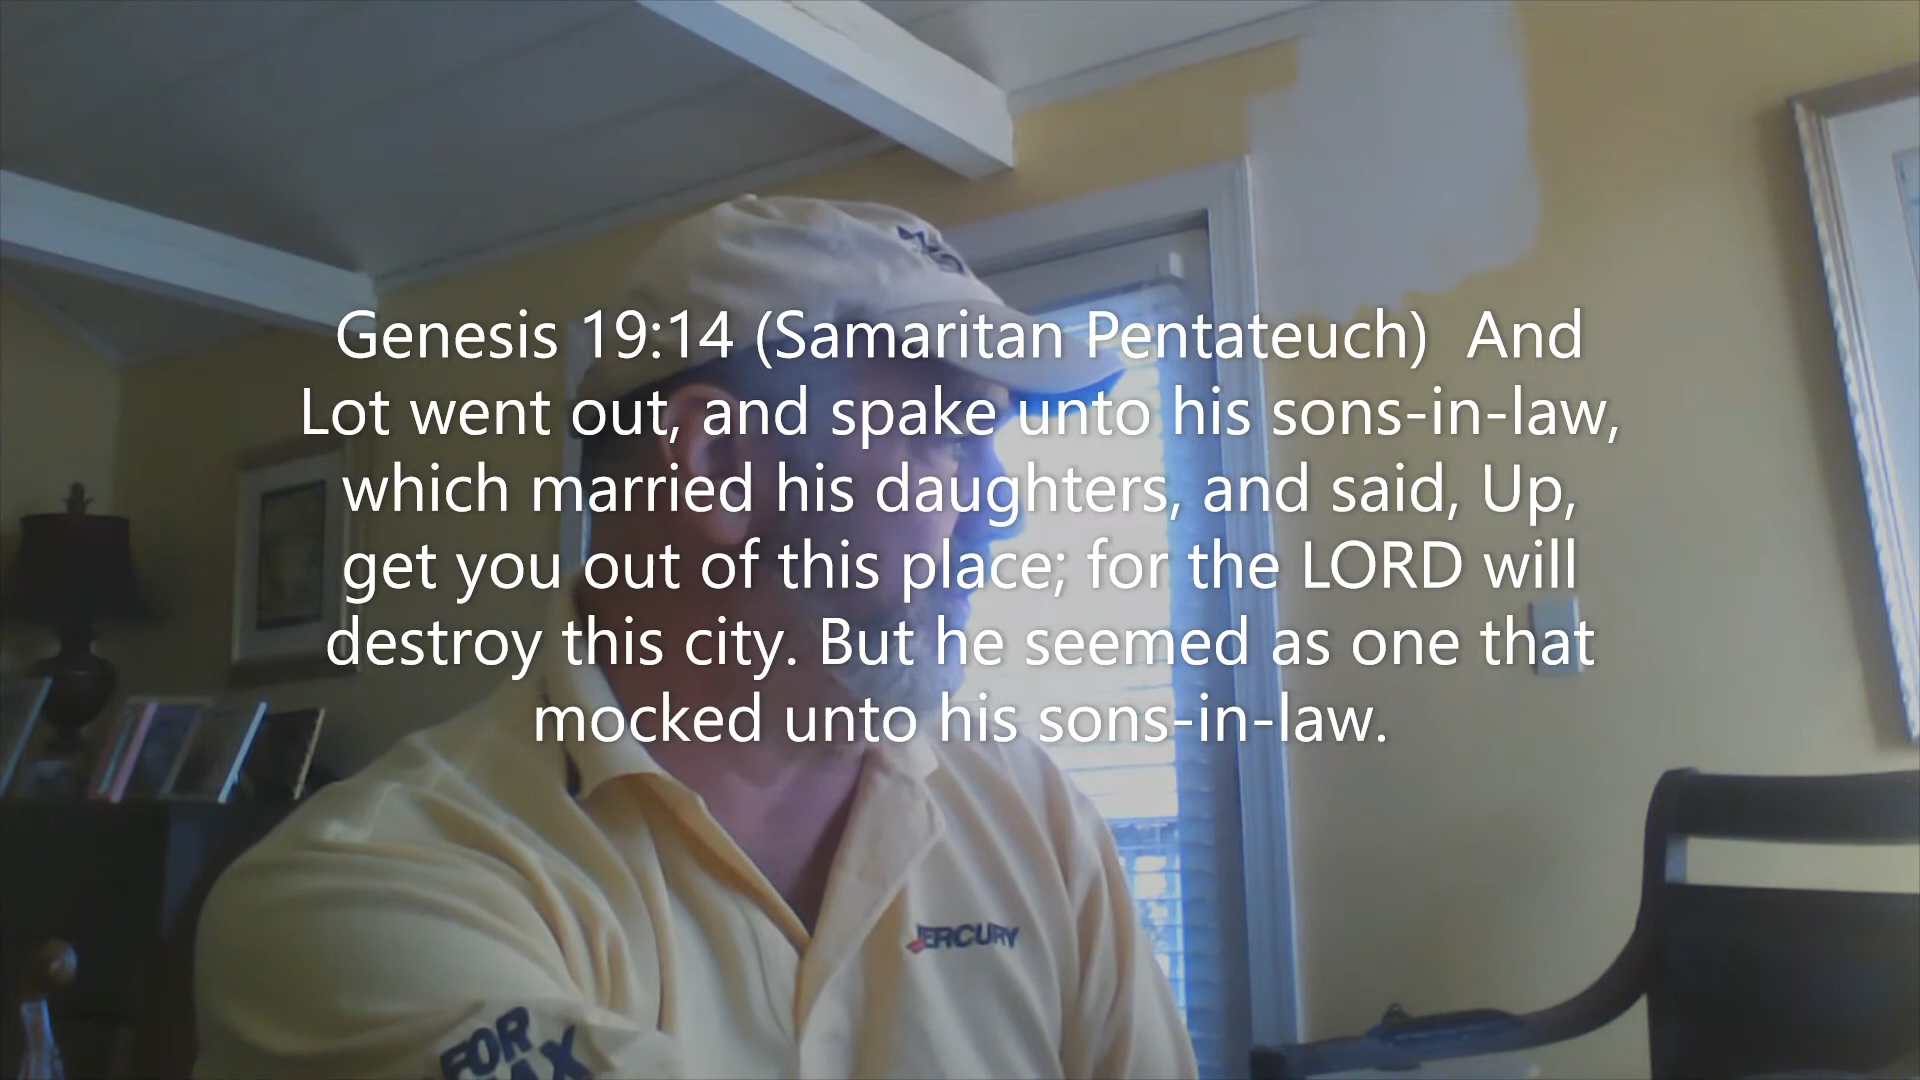 Genesis 19:14 (Samaritan Pentateuch)  And
Lot went out, and spake unto his sons-in-law,
which married his daughters, and said, Up,
get you out of this place; for the LORD will
destroy this city. But he seemed as one that
mocked unto his sons-in-law.
MERCURY
FOR